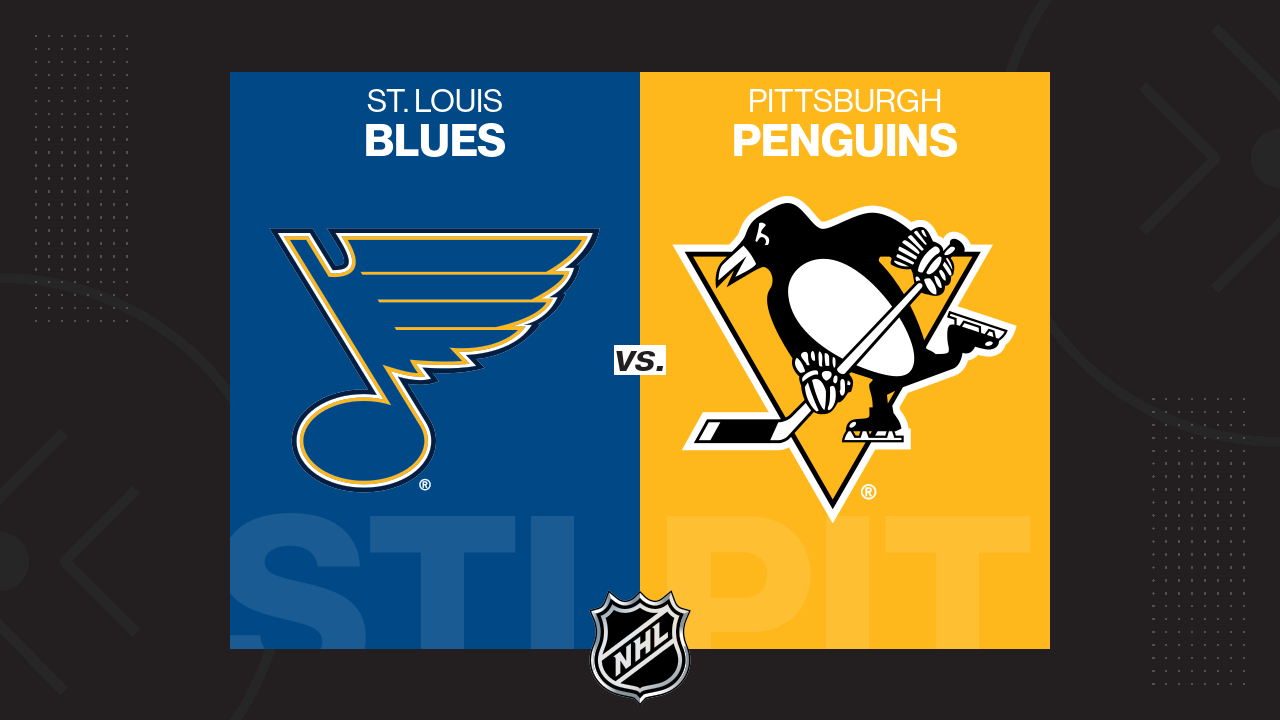 ST. LOUIS
BLUES
PITTSBURGH
PENGUINS
vs.
®
®
STL
PIT
NHL